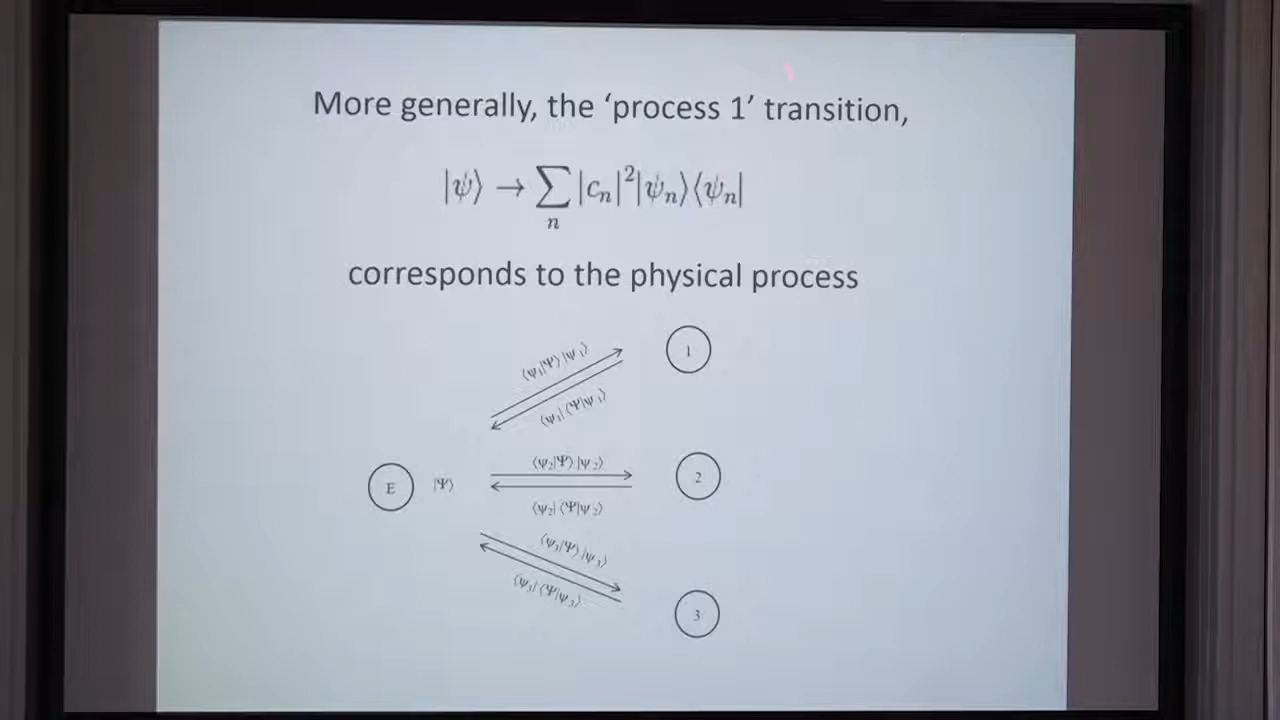 More generally, the ‘process 1’ transition,
|ψ⟩ → ∑ₙ |cₙ|²|ψₙ⟩⟨ψₙ|
corresponds to the physical process
⟨ψ₁|Ψ⟩|ψ₁⟩
1
⟨ψ₁|⟨Ψ|ψ₁⟩
E |Ψ⟩
⟨ψ₂|Ψ⟩|ψ₂⟩
2
⟨ψ₂|⟨Ψ|ψ₂⟩
⟨ψ₃|Ψ⟩|ψ₃⟩
⟨ψ₃|⟨Ψ|ψ₃⟩
3